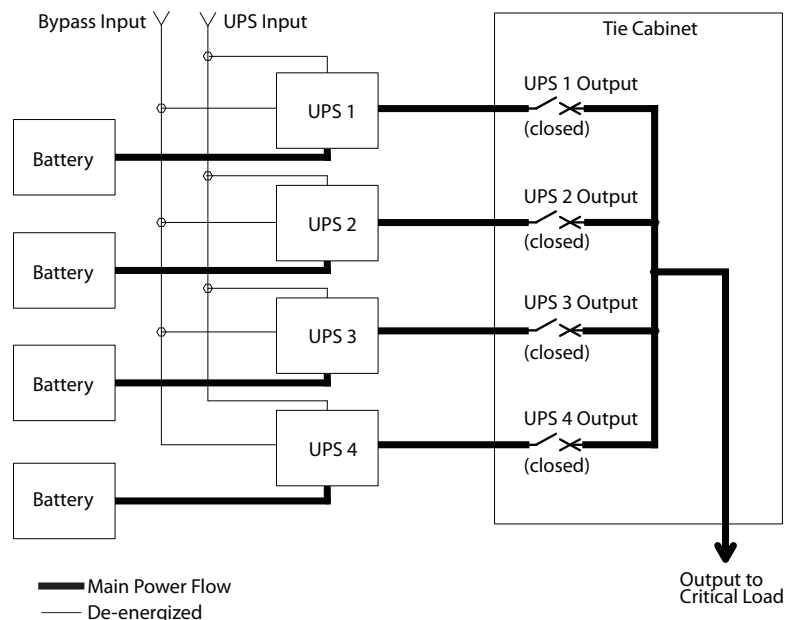 Bypass Input
UPS Input
Tie Cabinet
UPS 1
UPS 1 Output
(closed)
Battery
UPS 2
UPS 2 Output
(closed)
Battery
UPS 3
UPS 3 Output
(closed)
Battery
UPS 4
UPS 4 Output
(closed)
Battery
Main Power Flow
De-energized
Output to
Critical Load